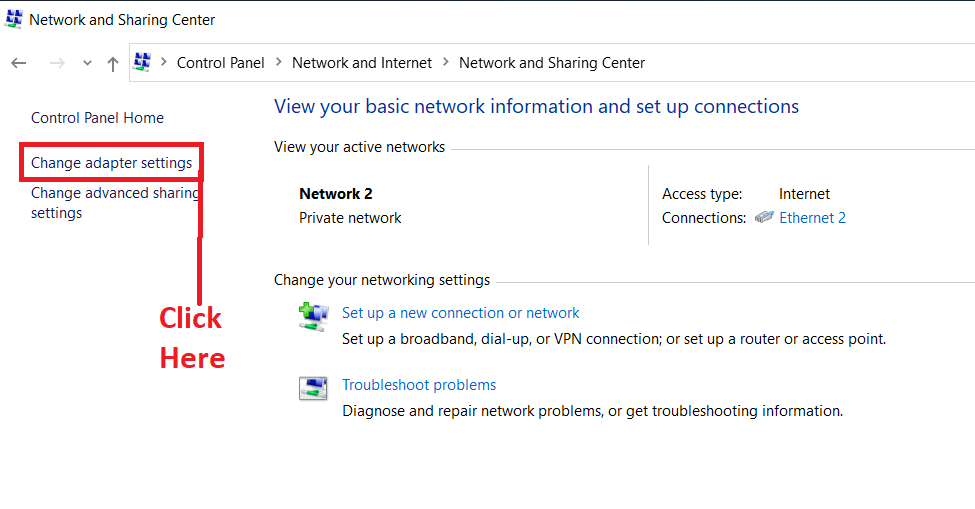 Network and Sharing Center
Control Panel > Network and Internet > Network and Sharing Center
Control Panel Home
Change adapter settings
Change advanced sharing
settings
Click
Here
View your basic network information and set up connections
View your active networks
Network 2
Private network
Access type: Internet
Connections: Ethernet 2
Change your networking settings
Set up a new connection or network
Set up a broadband, dial-up, or VPN connection; or set up a router or access point.
Troubleshoot problems
Diagnose and repair network problems, or get troubleshooting information.